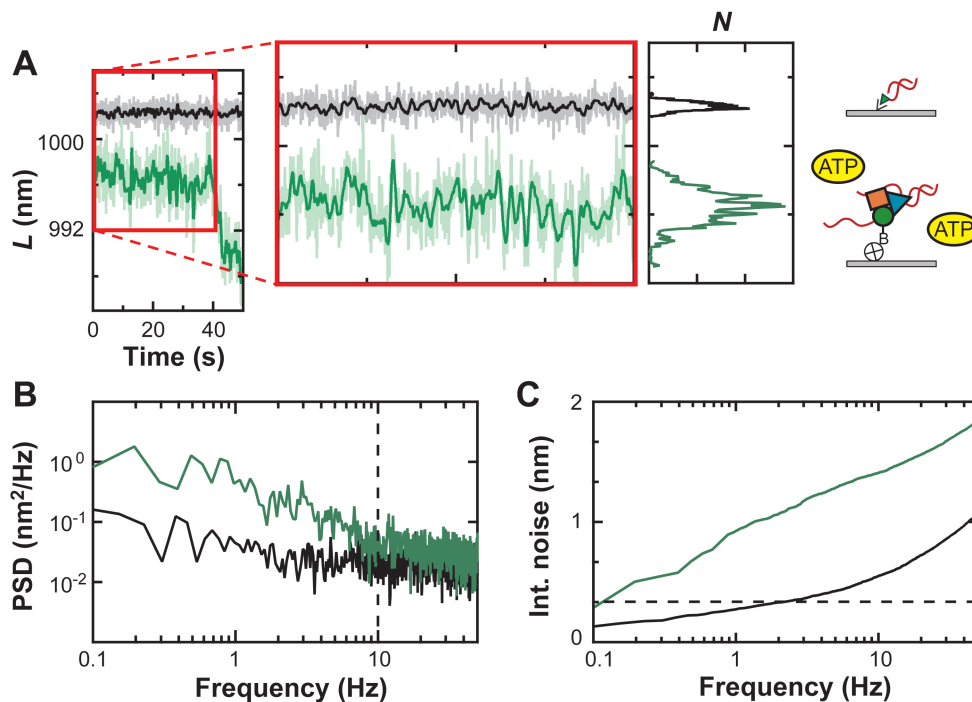 A
N
L (nm)
1000
992
0
20
40
Time (s)
ATP
ATP
B
B
PSD (nm²/Hz)
10⁰
10⁻¹
10⁻²
0.1
1
10
Frequency (Hz)
C
Int. noise (nm)
2
1
0
0.1
1
10
Frequency (Hz)